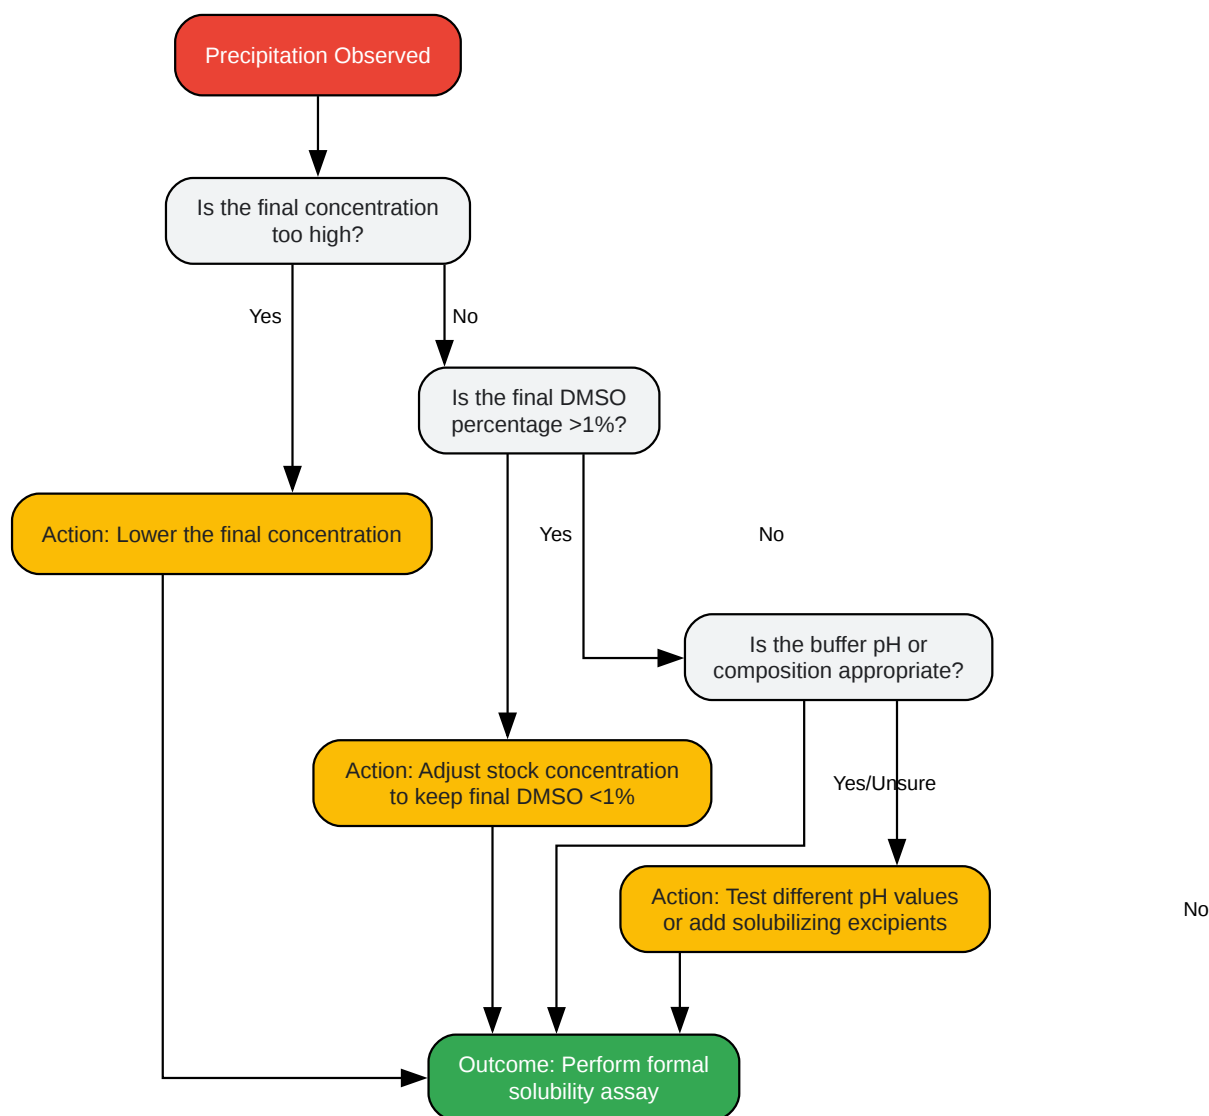 Precipitation Observed
Is the final concentration
too high?
Yes
No
Is the final DMSO
percentage >1%?
Action: Lower the final concentration
Yes
No
Is the buffer pH or
composition appropriate?
Action: Adjust stock concentration
to keep final DMSO <1%
Yes/Unsure
Action: Test different pH values
or add solubilizing excipients
No
Outcome: Perform formal
solubility assay